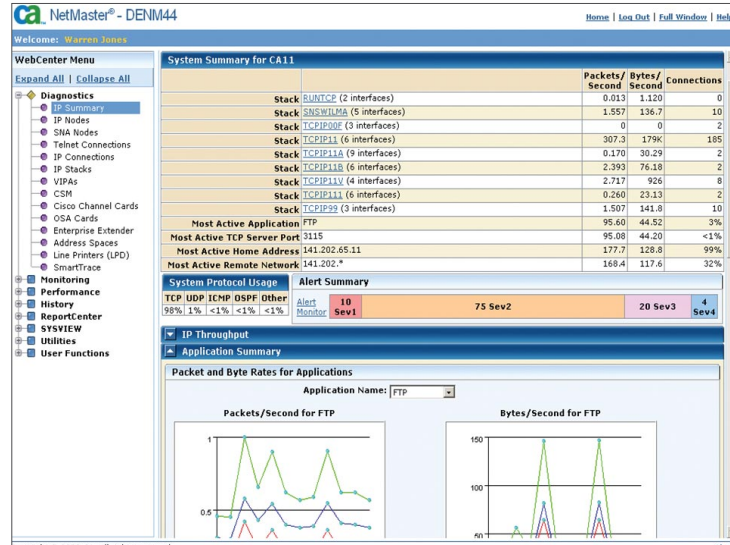 ca NetMaster® - DENM44
Home | Log Out | Full Window | Help
Welcome: Warren Jones
WebCenter Menu
Expand All | Collapse All
Diagnostics
IP Summary
IP Nodes
SNA Nodes
Telnet Connections
IP Connections
IP Stacks
VIPAs
CSM
Cisco Channel Cards
OSA Cards
Enterprise Extender
Address Spaces
Line Printers (LPD)
SmartTrace
Monitoring
Performance
History
ReportCenter
SYSVIEW
Utilities
User Functions
System Summary for CA11
Packets/Second Bytes/Second Connections
Stack RUNTCP (2 interfaces) 0.013 1.120 0
Stack SNSWILMA (5 interfaces) 1.557 136.7 10
Stack TCPIP00F (3 interfaces) 0 0 2
Stack TCPIP11 (6 interfaces) 307.3 179K 185
Stack TCPIP11A (9 interfaces) 0.170 30.29 2
Stack TCPIP11B (6 interfaces) 2.393 76.18 2
Stack TCPIP11V (4 interfaces) 2.717 926 8
Stack TCPIP111 (6 interfaces) 0.260 23.13 2
Stack TCPIP99 (3 interfaces) 1.507 141.8 10
Most Active Application FTP 95.60 44.52 3%
Most Active TCP Server Port 3115 95.08 44.20 <1%
Most Active Home Address 141.202.65.11 177.7 128.8 99%
Most Active Remote Network 141.202.* 168.4 117.6 32%
System Protocol Usage
TCP UDP ICMP OSPF Other
98% 1% <1% <1% <1%
Alert Summary
Alert Monitor
10 Sev1
75 Sev2
20 Sev3
4 Sev4
IP Throughput
Application Summary
Packet and Byte Rates for Applications
Application Name: FTP
Packets/Second for FTP
1
0.5
Bytes/Second for FTP
150
100
50